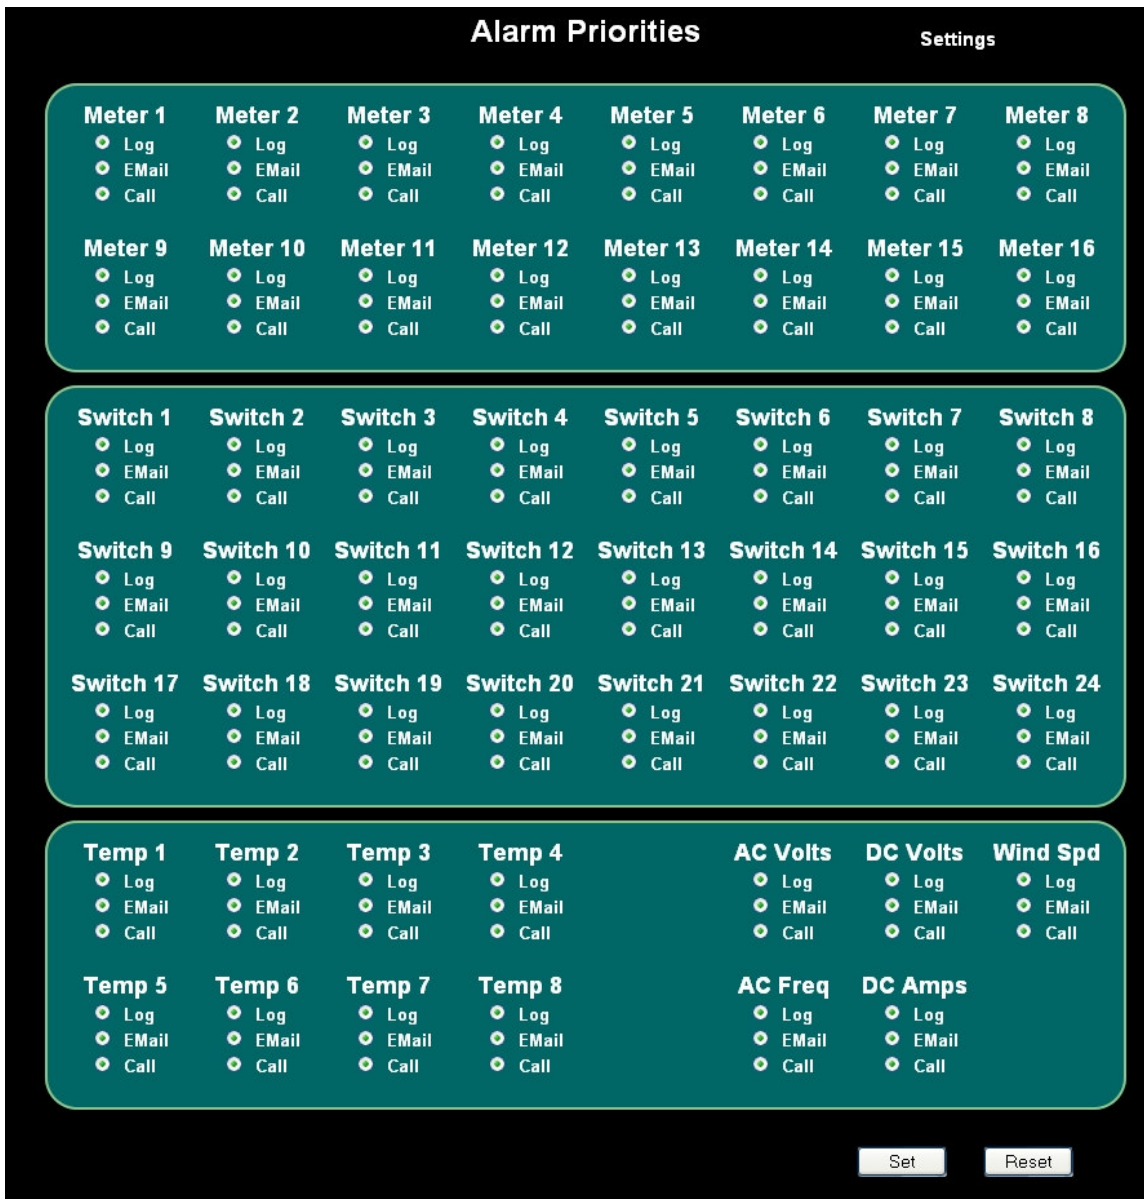 Alarm Priorities Settings
Meter 1 Meter 2 Meter 3 Meter 4 Meter 5 Meter 6 Meter 7 Meter 8
Log Log Log Log Log Log Log Log
EMail EMail EMail EMail EMail EMail EMail EMail
Call Call Call Call Call Call Call Call
Meter 9 Meter 10 Meter 11 Meter 12 Meter 13 Meter 14 Meter 15 Meter 16
Log Log Log Log Log Log Log Log
EMail EMail EMail EMail EMail EMail EMail EMail
Call Call Call Call Call Call Call Call
Switch 1 Switch 2 Switch 3 Switch 4 Switch 5 Switch 6 Switch 7 Switch 8
Log Log Log Log Log Log Log Log
EMail EMail EMail EMail EMail EMail EMail EMail
Call Call Call Call Call Call Call Call
Switch 9 Switch 10 Switch 11 Switch 12 Switch 13 Switch 14 Switch 15 Switch 16
Log Log Log Log Log Log Log Log
EMail EMail EMail EMail EMail EMail EMail EMail
Call Call Call Call Call Call Call Call
Switch 17 Switch 18 Switch 19 Switch 20 Switch 21 Switch 22 Switch 23 Switch 24
Log Log Log Log Log Log Log Log
EMail EMail EMail EMail EMail EMail EMail EMail
Call Call Call Call Call Call Call Call
Temp 1 Temp 2 Temp 3 Temp 4 AC Volts DC Volts Wind Spd
Log Log Log Log Log Log Log
EMail EMail EMail EMail EMail EMail EMail
Call Call Call Call Call Call Call
Temp 5 Temp 6 Temp 7 Temp 8 AC Freq DC Amps
Log Log Log Log Log Log
EMail EMail EMail EMail EMail EMail
Call Call Call Call Call Call
Set Reset